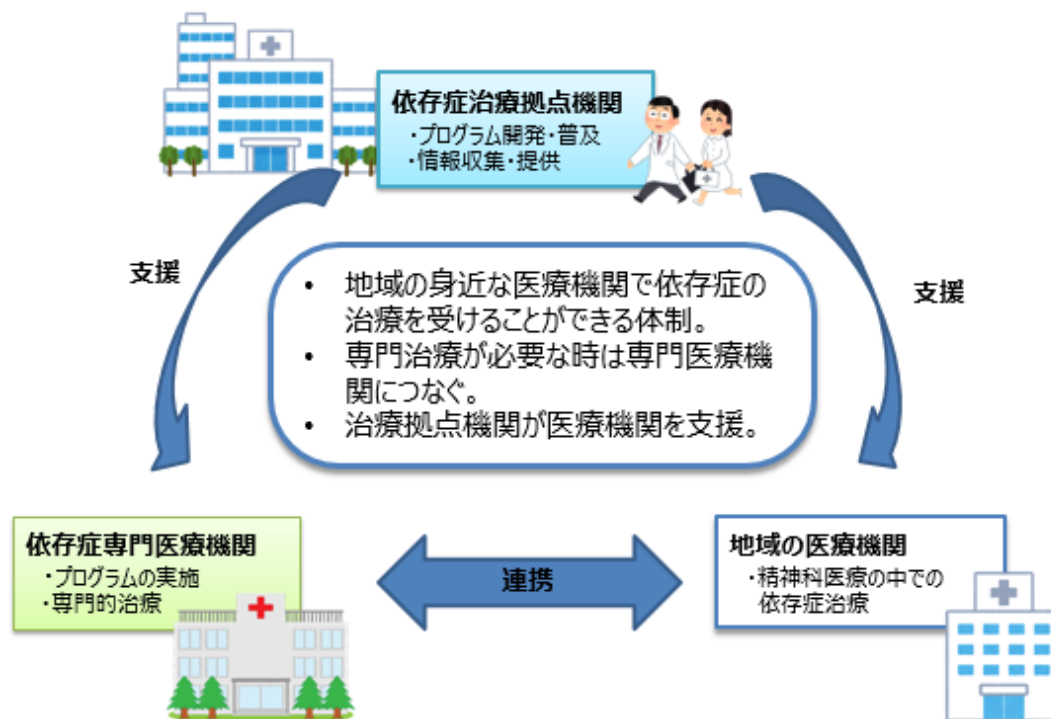 依存症治療拠点機関
・プログラム開発・普及
・情報収集・提供
支援
支援
• 地域の身近な医療機関で依存症の
治療を受けることができる体制。
• 専門治療が必要な時は専門医療機
関につなぐ。
• 治療拠点機関が医療機関を支援。
依存症専門医療機関
・プログラムの実施
・専門的治療
連携
地域の医療機関
・精神科医療の中での
依存症治療